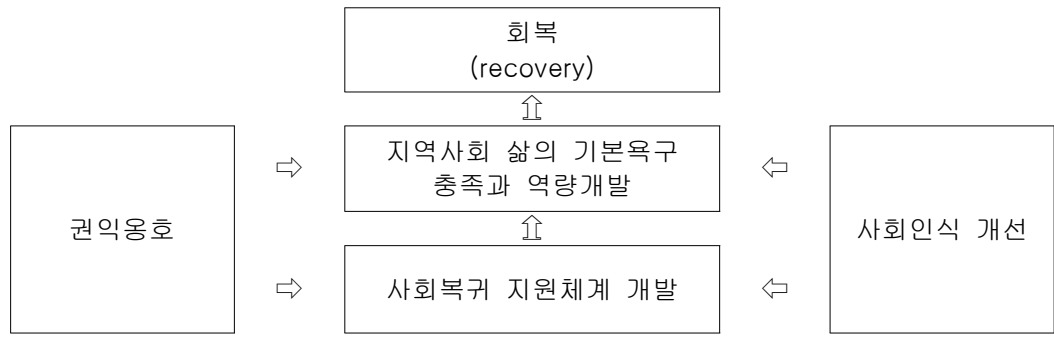 회복
(recovery)
지역사회 삶의 기본욕구
충족과 역량개발
권익옹호
사회인식 개선
사회복귀 지원체계 개발